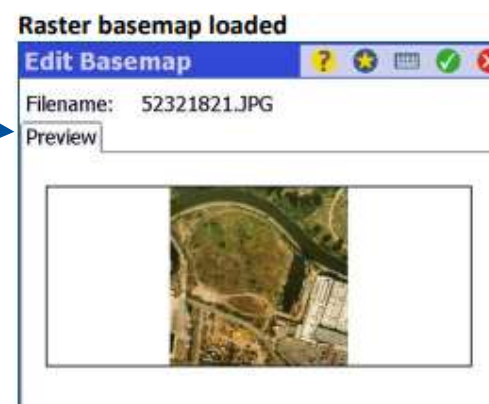 Raster basemap loaded
Edit Basemap ?
Filename: 52321821.JPG
Preview